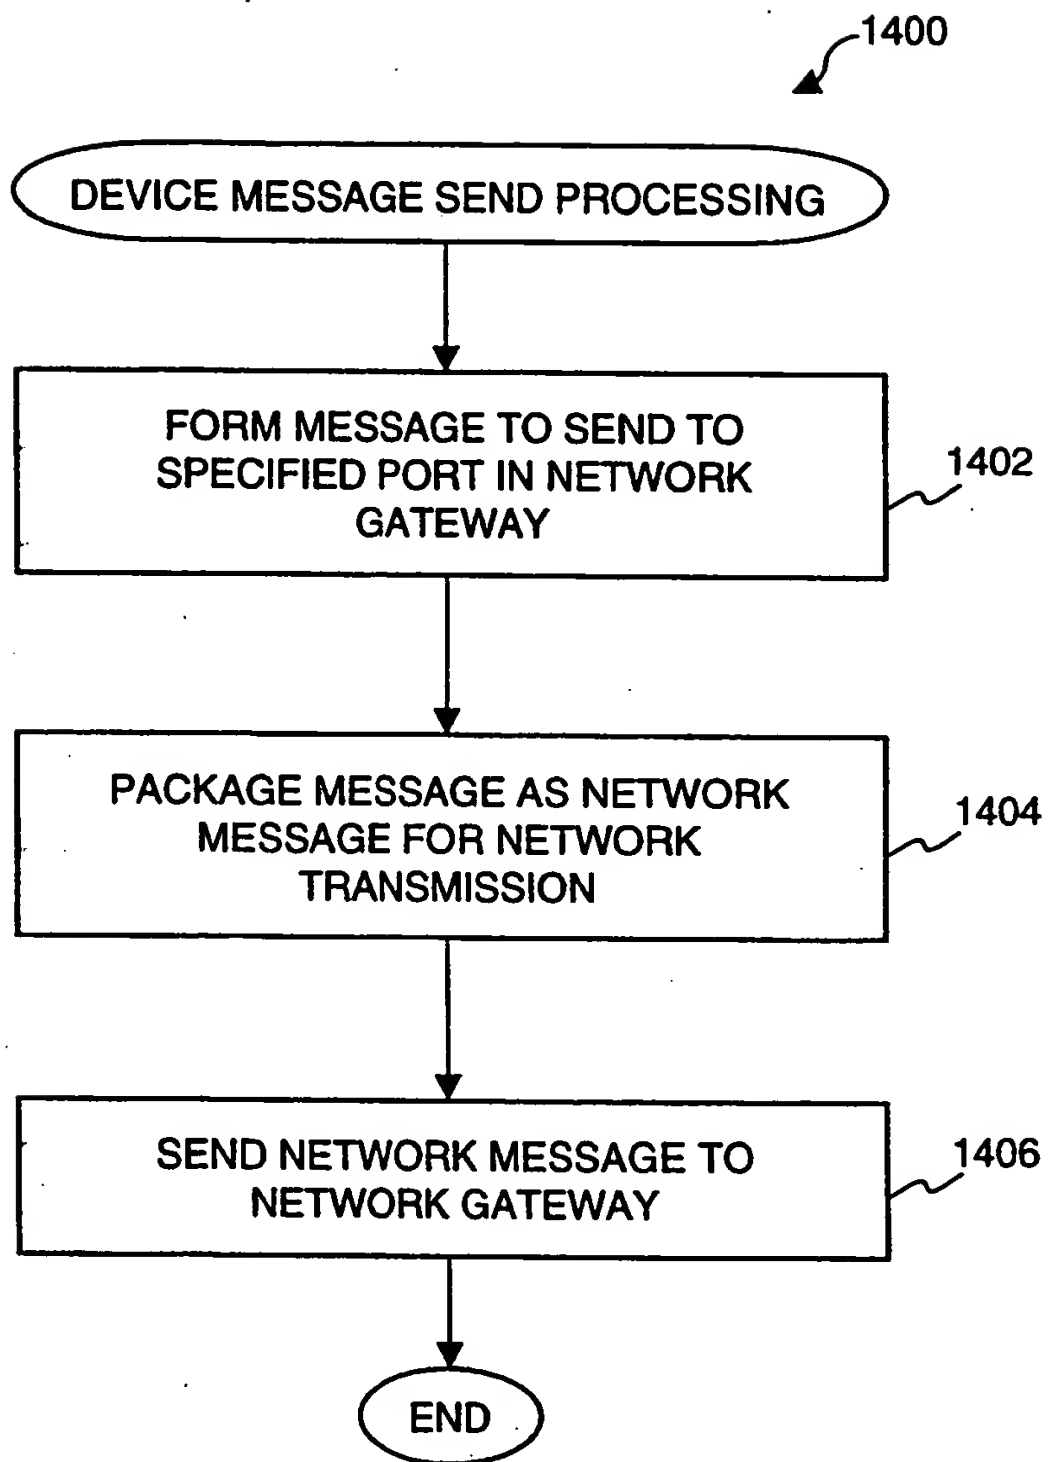 1400
DEVICE MESSAGE SEND PROCESSING
FORM MESSAGE TO SEND TO
SPECIFIED PORT IN NETWORK
GATEWAY
1402
PACKAGE MESSAGE AS NETWORK
MESSAGE FOR NETWORK
TRANSMISSION
1404
SEND NETWORK MESSAGE TO
NETWORK GATEWAY
1406
END